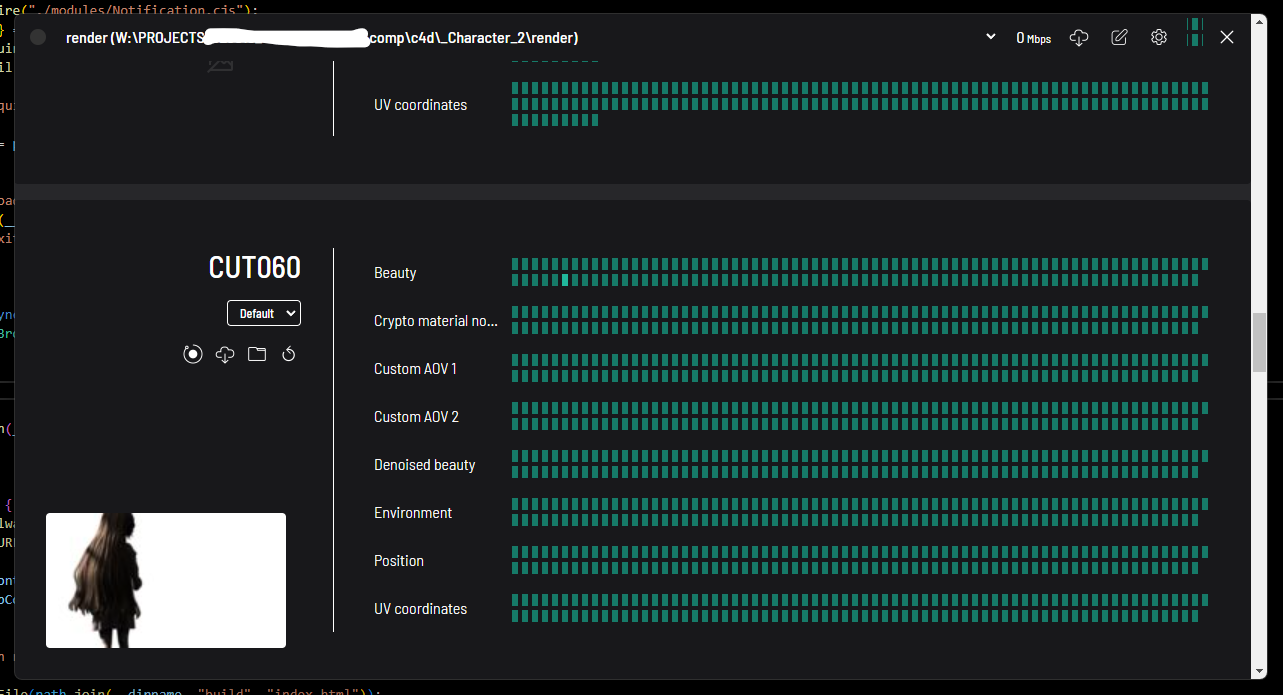 ire("./modules/Notification.cjs");
render (W:\PROJECTS
comp\c4d\_Character_2\render)
0 Mbps
UV coordinates
CUT060
Default
Beauty
Crypto material no...
Custom AOV 1
Custom AOV 2
Denoised beauty
Environment
Position
UV coordinates
File(path.join(__dirname, "build", "index.html"));